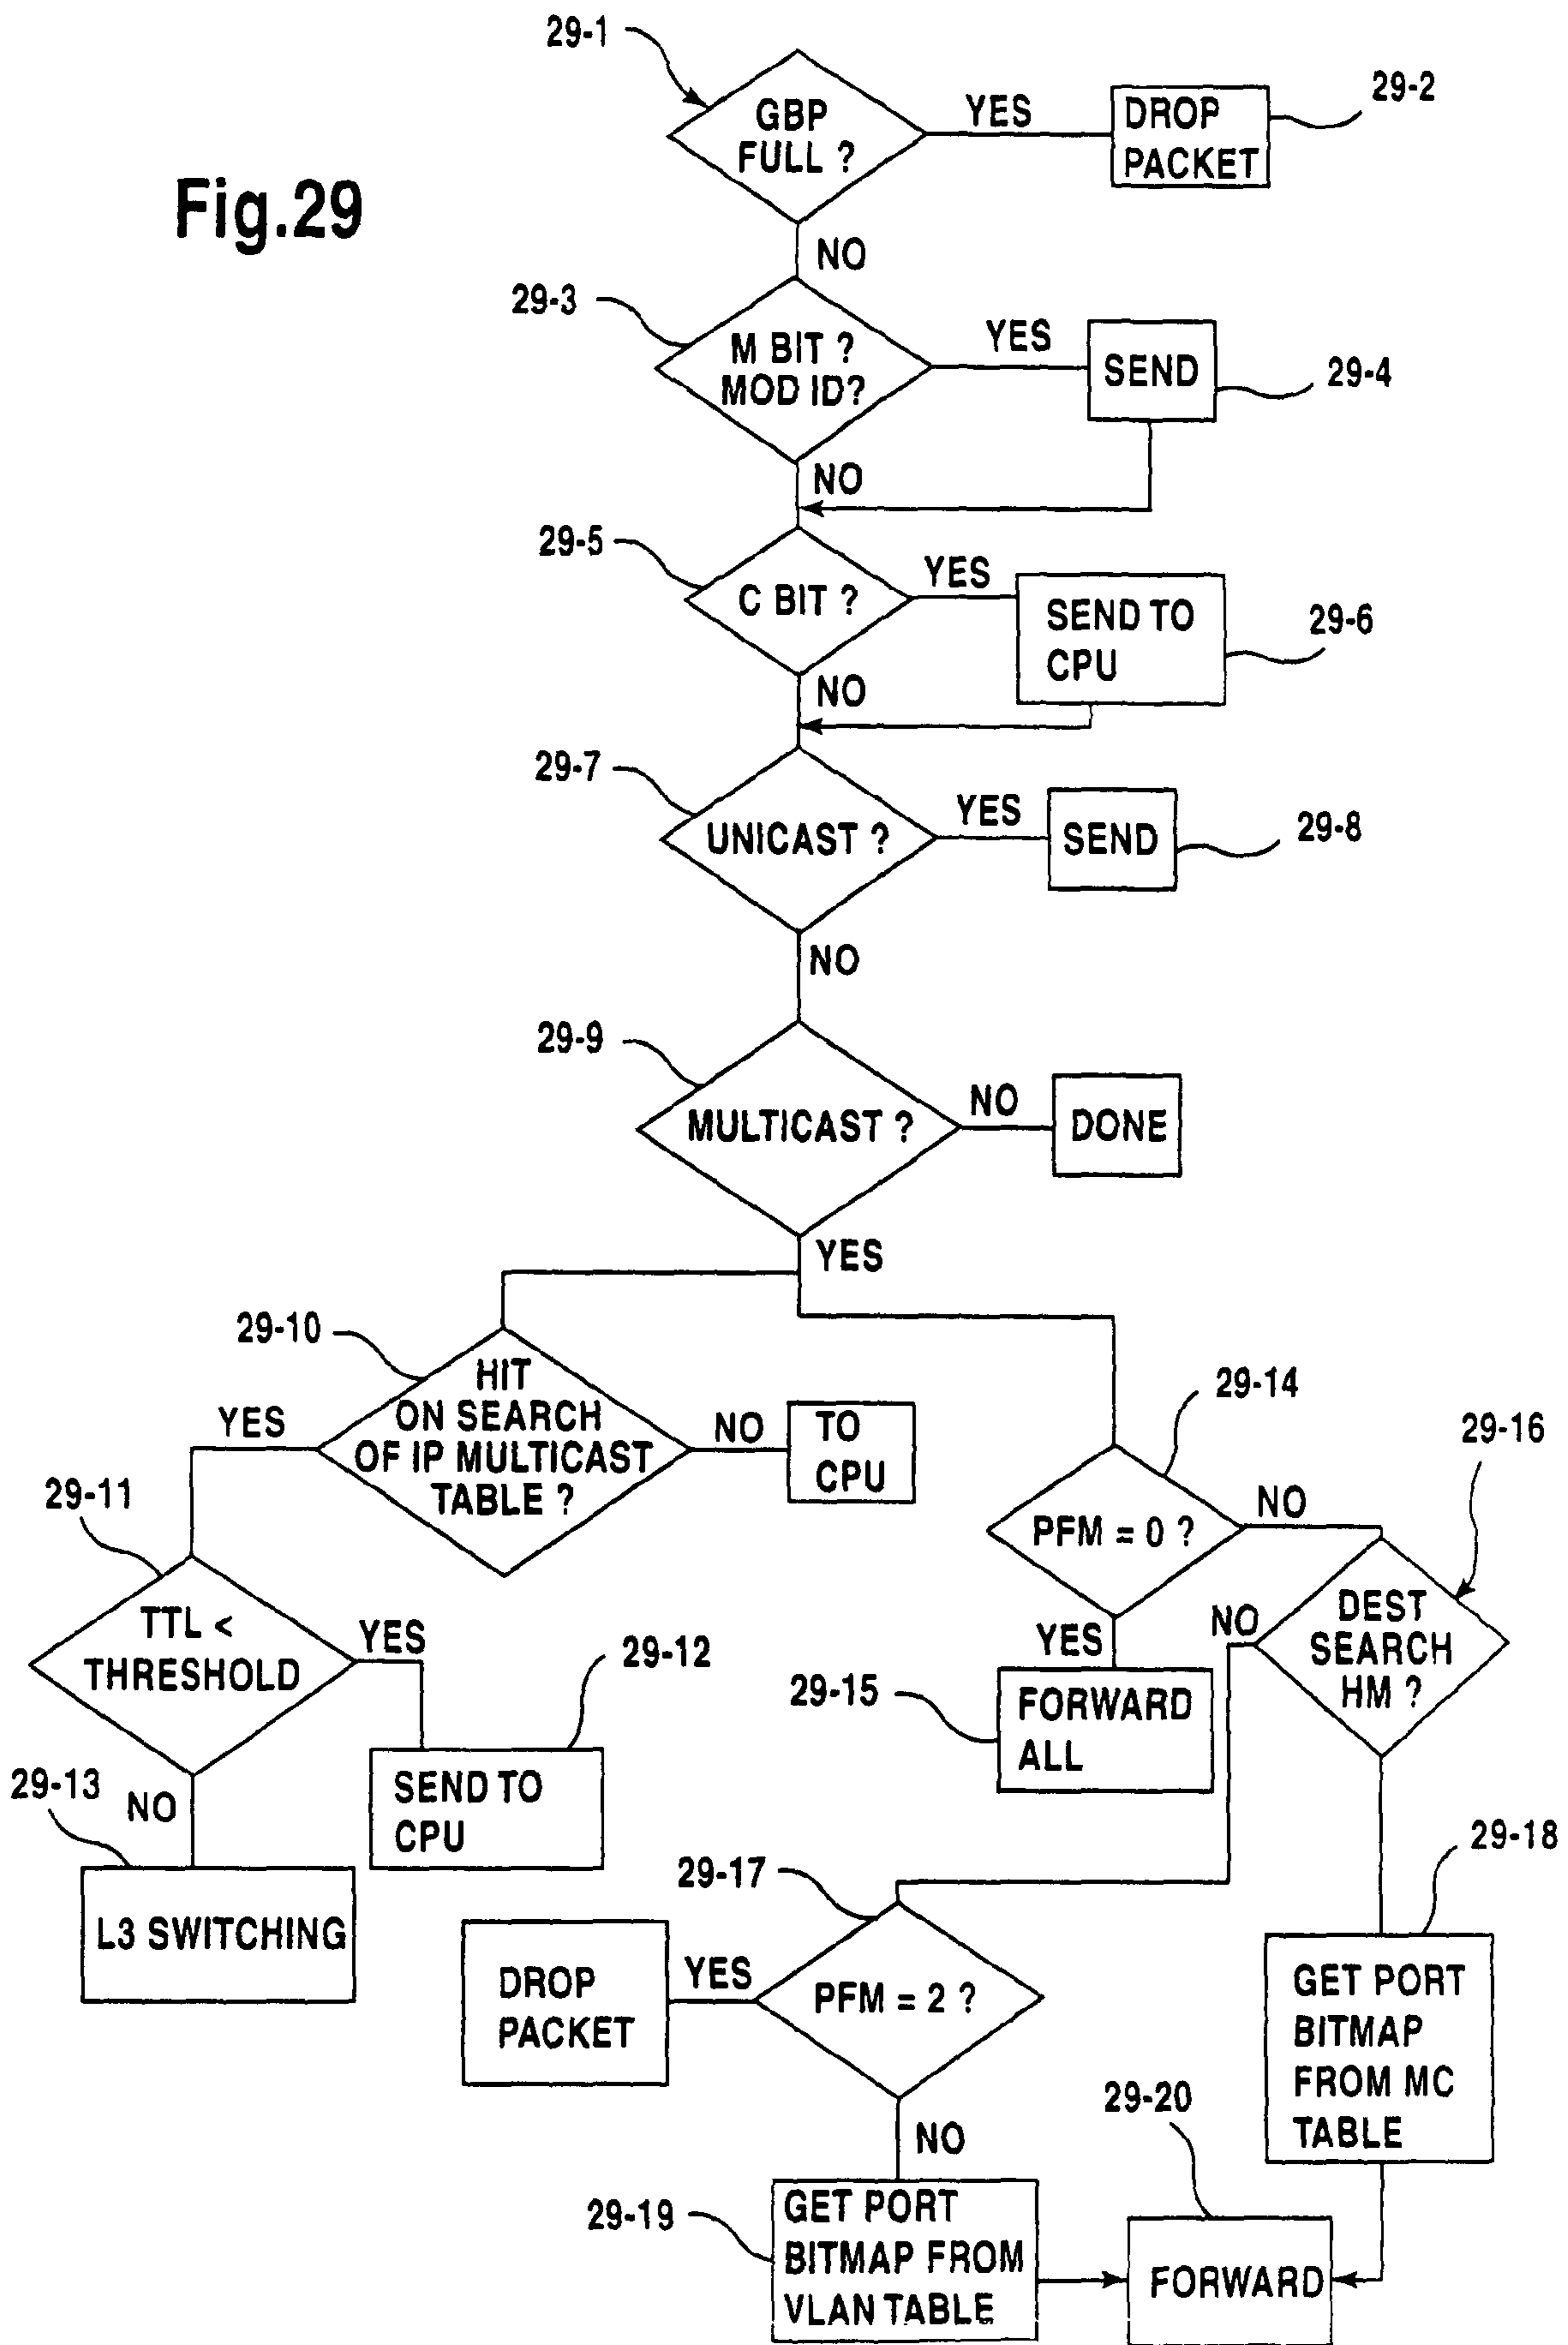 29-1
GBP
FULL ?
YES
DROP
PACKET
29-2
Fig.29
NO
29-3
M BIT ?
MOD ID?
YES
SEND
29-4
NO
29-5
C BIT ?
YES
SEND TO
CPU
29-6
NO
29-7
UNICAST ?
YES
SEND
29-8
NO
29-9
MULTICAST ?
NO
DONE
YES
29-10
HIT
ON SEARCH
OF IP MULTICAST
TABLE ?
YES
NO
TO
CPU
29-14
PFM = 0 ?
NO
29-16
29-11
TTL <
THRESHOLD
YES
29-12
SEND TO
CPU
29-13
NO
L3 SWITCHING
YES
29-15
FORWARD
ALL
NO
DEST
SEARCH
HM ?
29-17
PFM = 2 ?
YES
DROP
PACKET
29-18
GET PORT
BITMAP
FROM MC
TABLE
NO
29-19
GET PORT
BITMAP FROM
VLAN TABLE
29-20
FORWARD